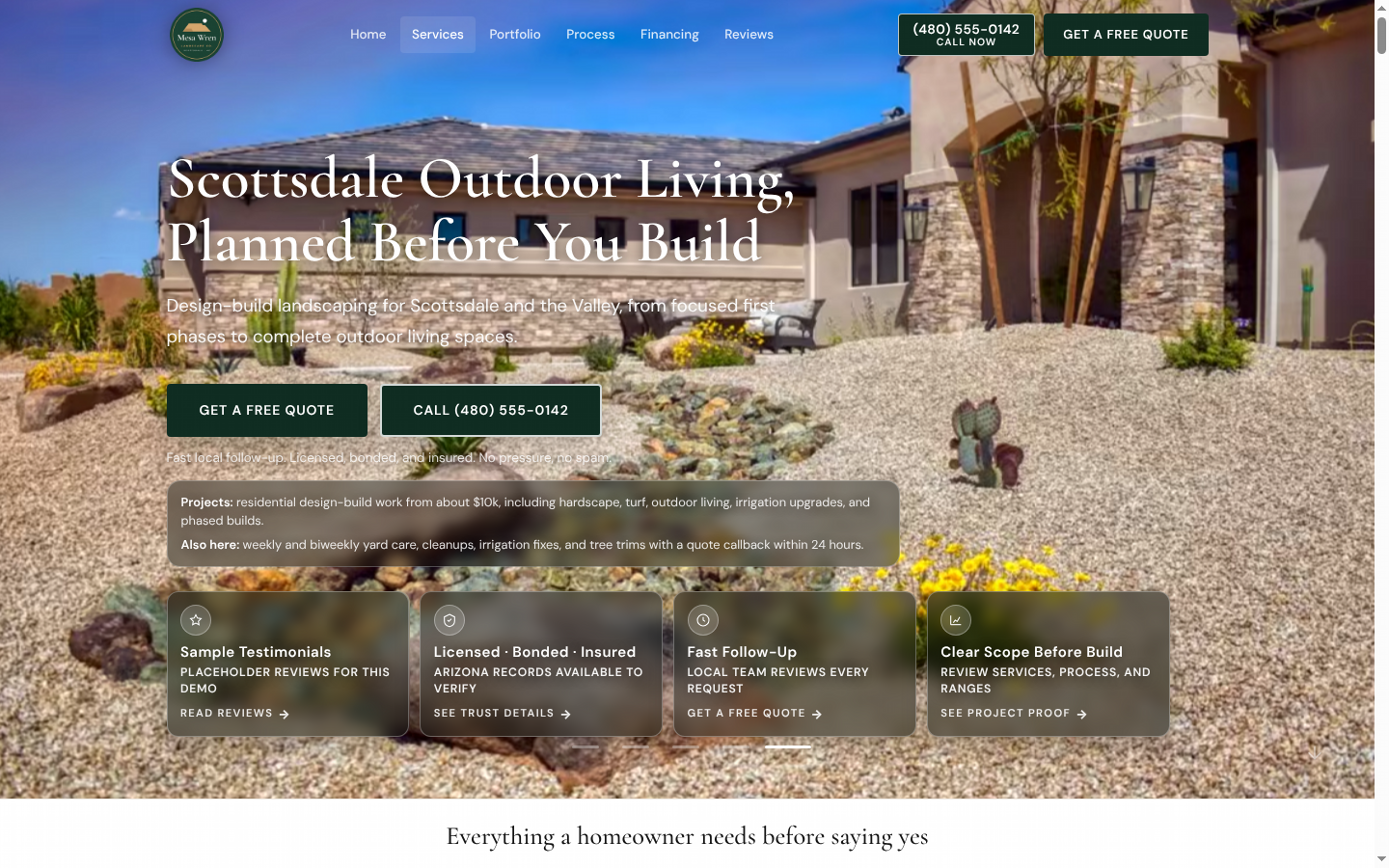 Mesa Wren
Home
Services
Portfolio
Process
Financing
Reviews
(480) 555-0142
CALL NOW
GET A FREE QUOTE
Scottsdale Outdoor Living,
Planned Before You Build
Design-build landscaping for Scottsdale and the Valley, from focused first
phases to complete outdoor living spaces.
GET A FREE QUOTE
CALL (480) 555-0142
Fast local follow-up. Licensed, bonded, and insured. No pressure, no spam.
Projects: residential design-build work from about $10k, including hardscape, turf, outdoor living, irrigation upgrades, and
phased builds.
Also here: weekly and biweekly yard care, cleanups, irrigation fixes, and tree trims with a quote callback within 24 hours.
Sample Testimonials
PLACEHOLDER REVIEWS FOR THIS
DEMO
READ REVIEWS →
Licensed · Bonded · Insured
ARIZONA RECORDS AVAILABLE TO
VERIFY
SEE TRUST DETAILS →
Fast Follow-Up
LOCAL TEAM REVIEWS EVERY
REQUEST
GET A FREE QUOTE →
Clear Scope Before Build
REVIEW SERVICES, PROCESS, AND
RANGES
SEE PROJECT PROOF →
Everything a homeowner needs before saying yes